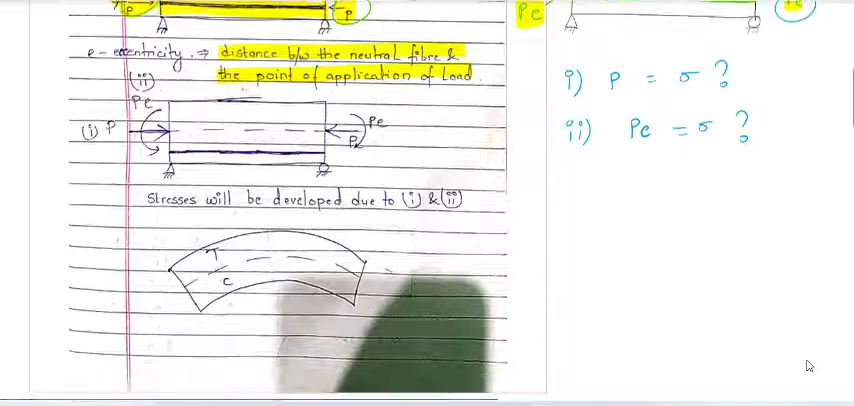 P
P
Pe
e - eccentricity. ⇒ distance b/w the neutral fibre &
the point of application of Load.
(ii)
Pe
(i) P
Pe
P
Stresses will be developed due to (i) & (ii)
T
C
i) P = σ ?
ii) Pe = σ ?